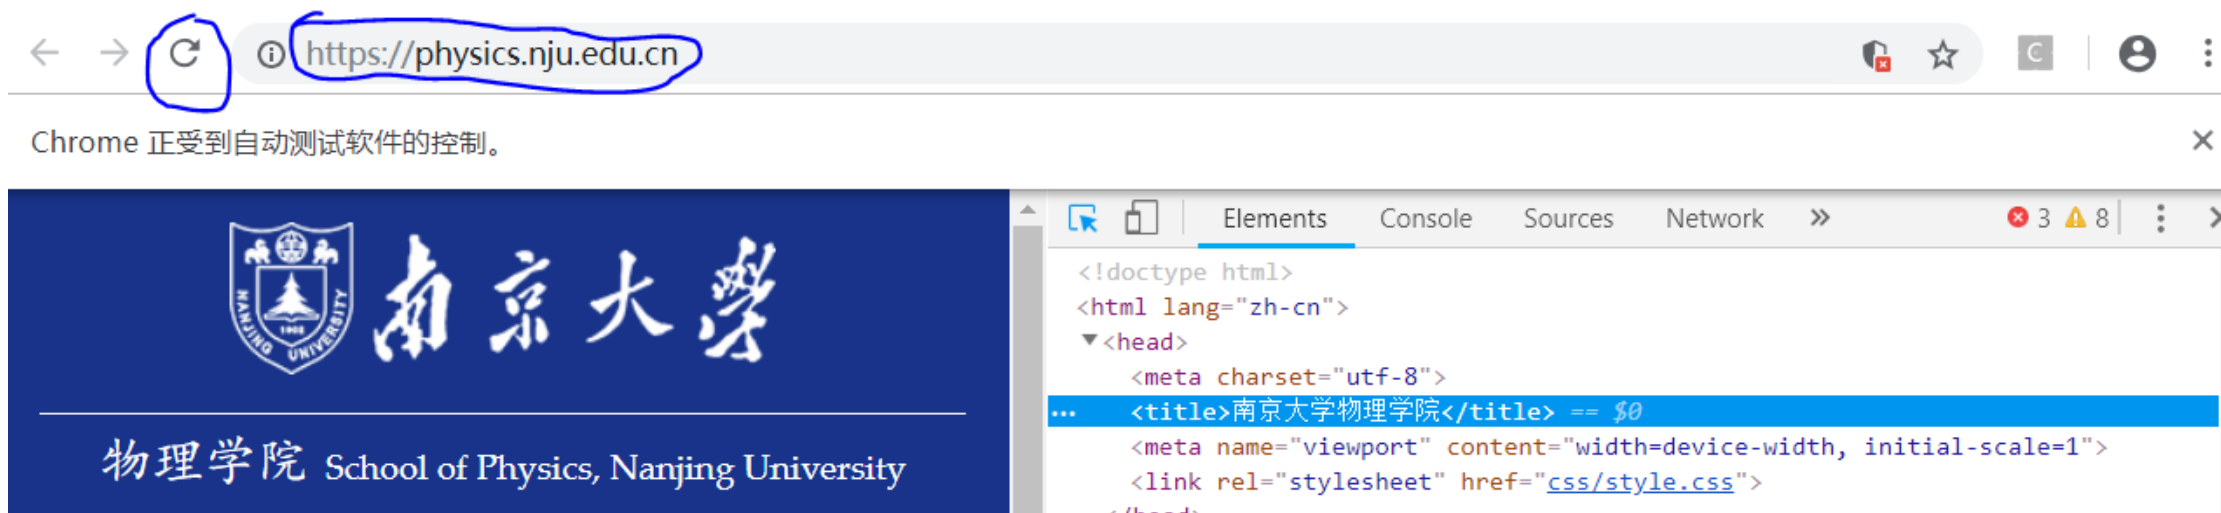 https://physics.nju.edu.cn
C
Chrome 正受到自动测试软件的控制。
NANJING UNIVERSITY
1902
南京大學
物理学院 School of Physics, Nanjing University
Elements Console Sources Network » 3 8
<!doctype html>
<html lang="zh-cn">
<head>
<meta charset="utf-8">
... <title>南京大学物理学院</title> == $0
<meta name="viewport" content="width=device-width, initial-scale=1">
<link rel="stylesheet" href="css/style.css">
</head>